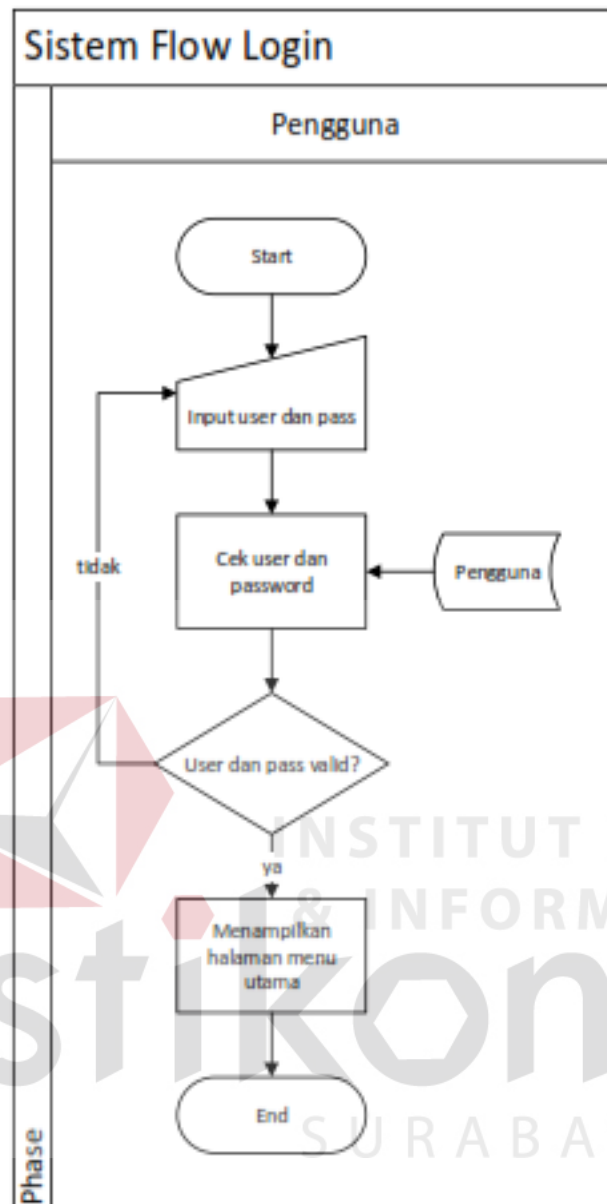 Sistem Flow Login
Pengguna
Start
Input user dan pass
Cek user dan
password
Pengguna
tidak
User dan pass valid?
ya
Menampilkan
halaman menu
utama
End
Phase
INSTITUT
& INFORM
stikom
SURABA